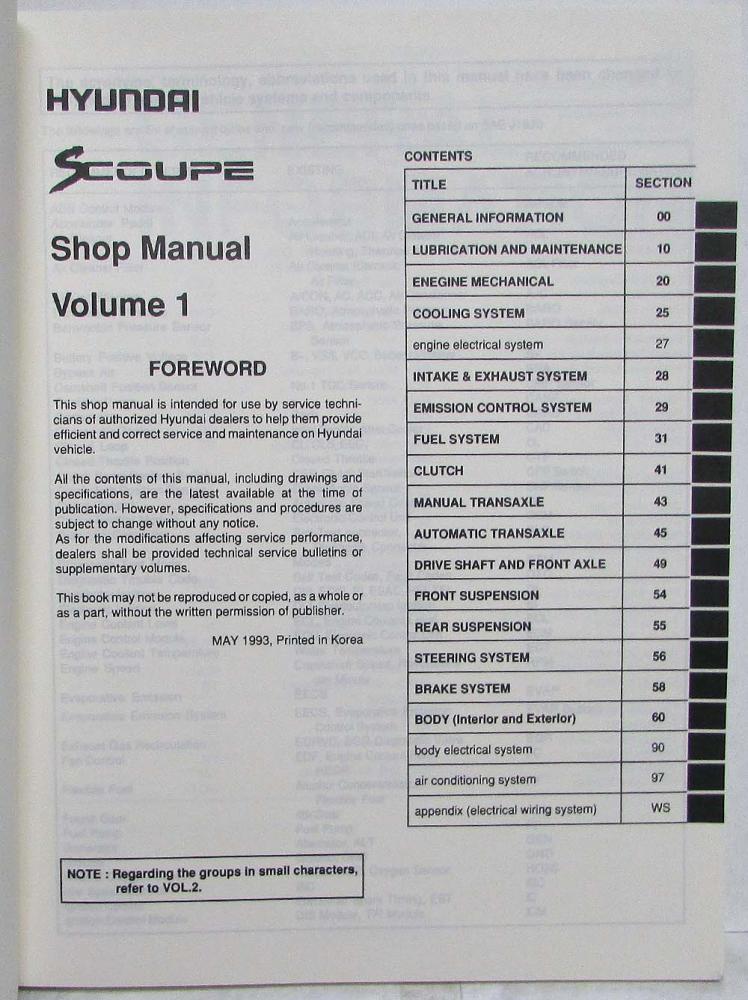 HYUNDAI
SCOUPE
Shop Manual
Volume 1
FOREWORD
This shop manual is intended for use by service techni-
cians of authorized Hyundai dealers to help them provide
efficient and correct service and maintenance on Hyundai
vehicle.
All the contents of this manual, including drawings and
specifications, are the latest available at the time of
publication. However, specifications and procedures are
subject to change without any notice.
As for the modifications affecting service performance,
dealers shall be provided technical service bulletins or
supplementary volumes.
This book may not be reproduced or copied, as a whole or
as a part, without the written permission of publisher.
MAY 1993, Printed in Korea
NOTE : Regarding the groups in small characters,
refer to VOL.2.
CONTENTS
TITLE SECTION
GENERAL INFORMATION 00
LUBRICATION AND MAINTENANCE 10
ENEGINE MECHANICAL 20
COOLING SYSTEM 25
engine electrical system 27
INTAKE & EXHAUST SYSTEM 28
EMISSION CONTROL SYSTEM 29
FUEL SYSTEM 31
CLUTCH 41
MANUAL TRANSAXLE 43
AUTOMATIC TRANSAXLE 45
DRIVE SHAFT AND FRONT AXLE 49
FRONT SUSPENSION 54
REAR SUSPENSION 55
STEERING SYSTEM 56
BRAKE SYSTEM 58
BODY (Interior and Exterior) 60
body electrical system 90
air conditioning system 97
appendix (electrical wiring system) WS